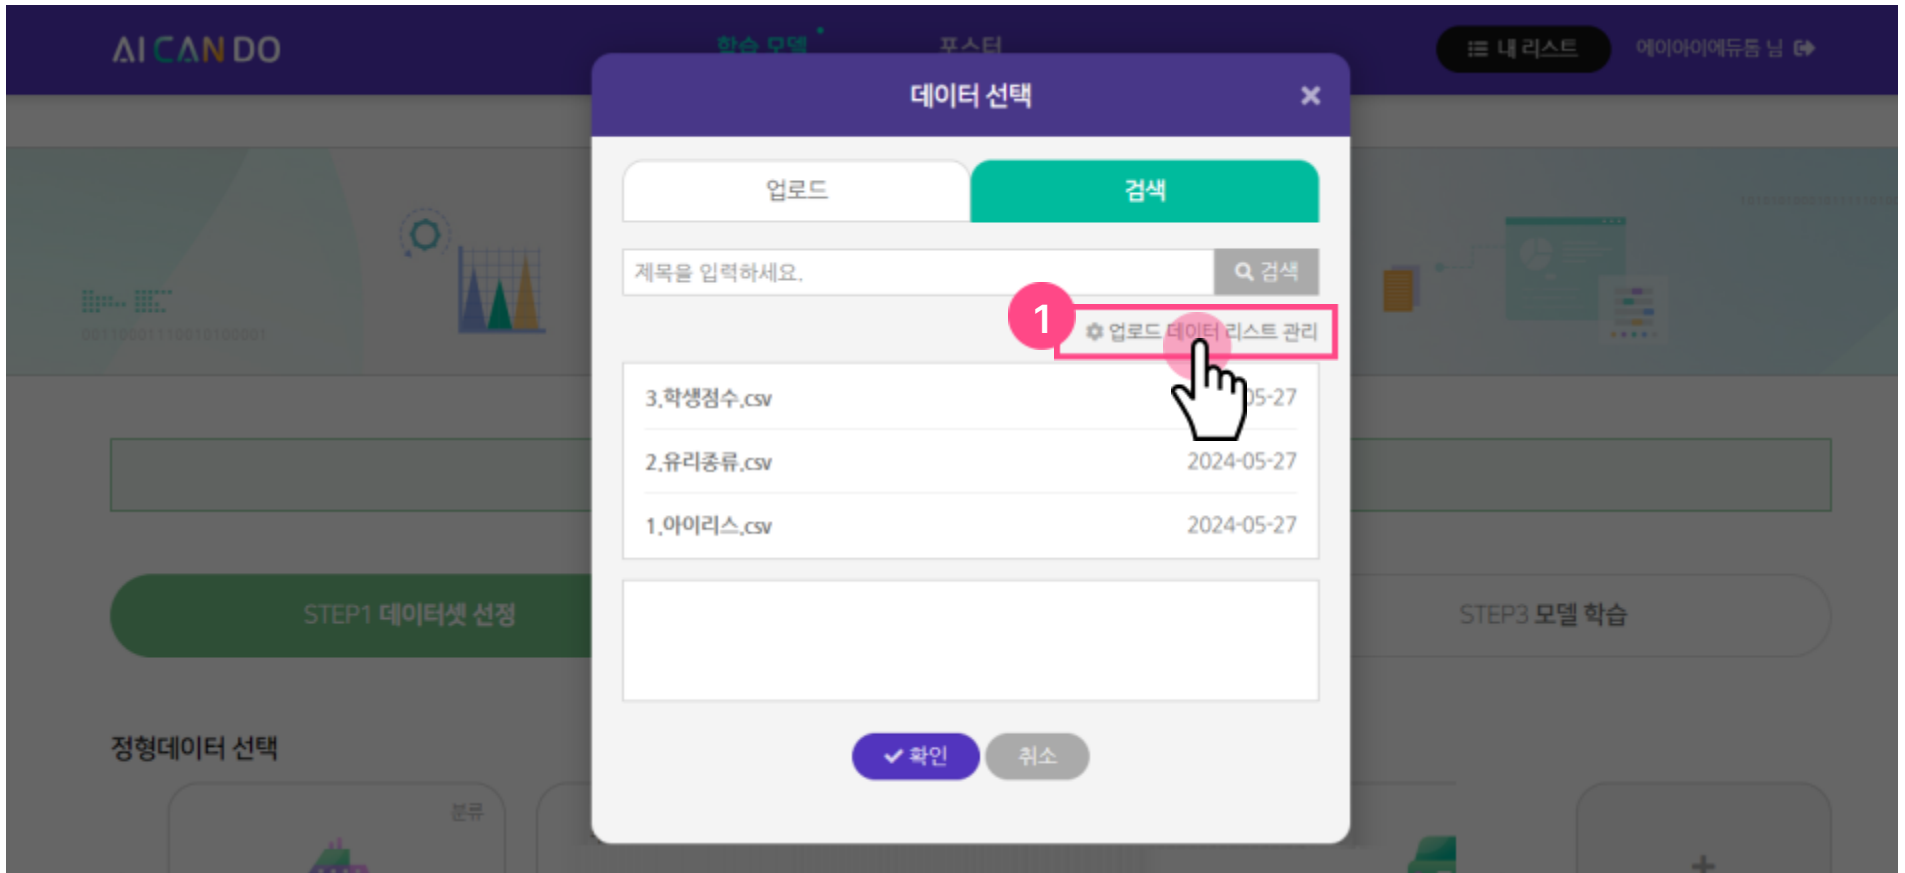 AI CAN DO
학습 모델
포스터
내 리스트
에이아이에듀톰 님
데이터 선택
업로드
검색
제목을 입력하세요.
검색
1
업로드 데이터 리스트 관리
3.학생점수.csv
05-27
2.유리종류.csv
2024-05-27
1.아이리스.csv
2024-05-27
STEP1 데이터셋 선정
STEP3 모델 학습
확인
취소
정형데이터 선택
분류